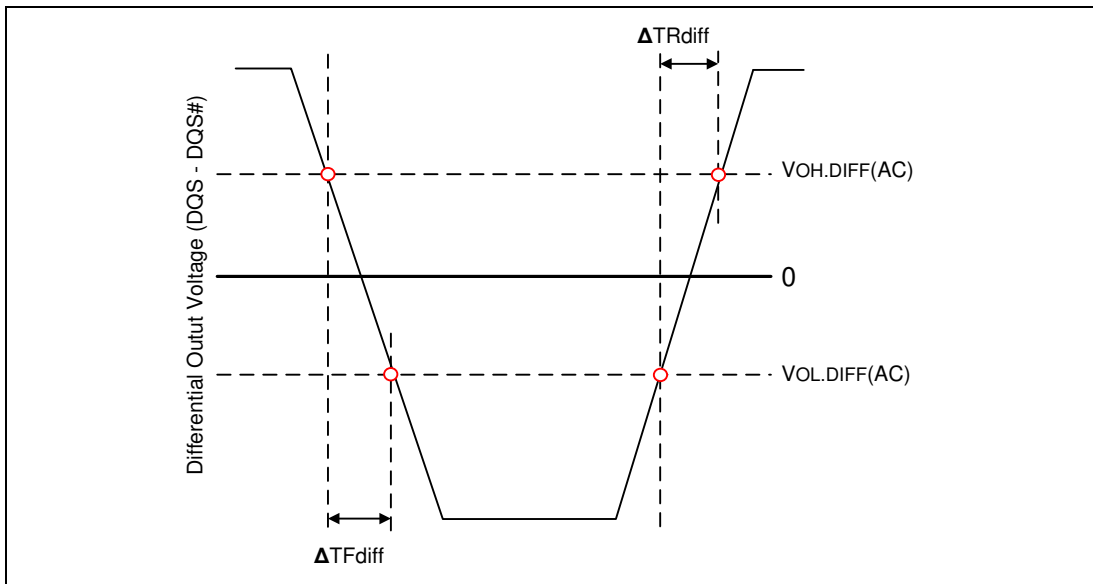 ΔTRdiff
Differential Outut Voltage (DQS - DQS#)
VOH.DIFF(AC)
0
VOL.DIFF(AC)
ΔTFdiff